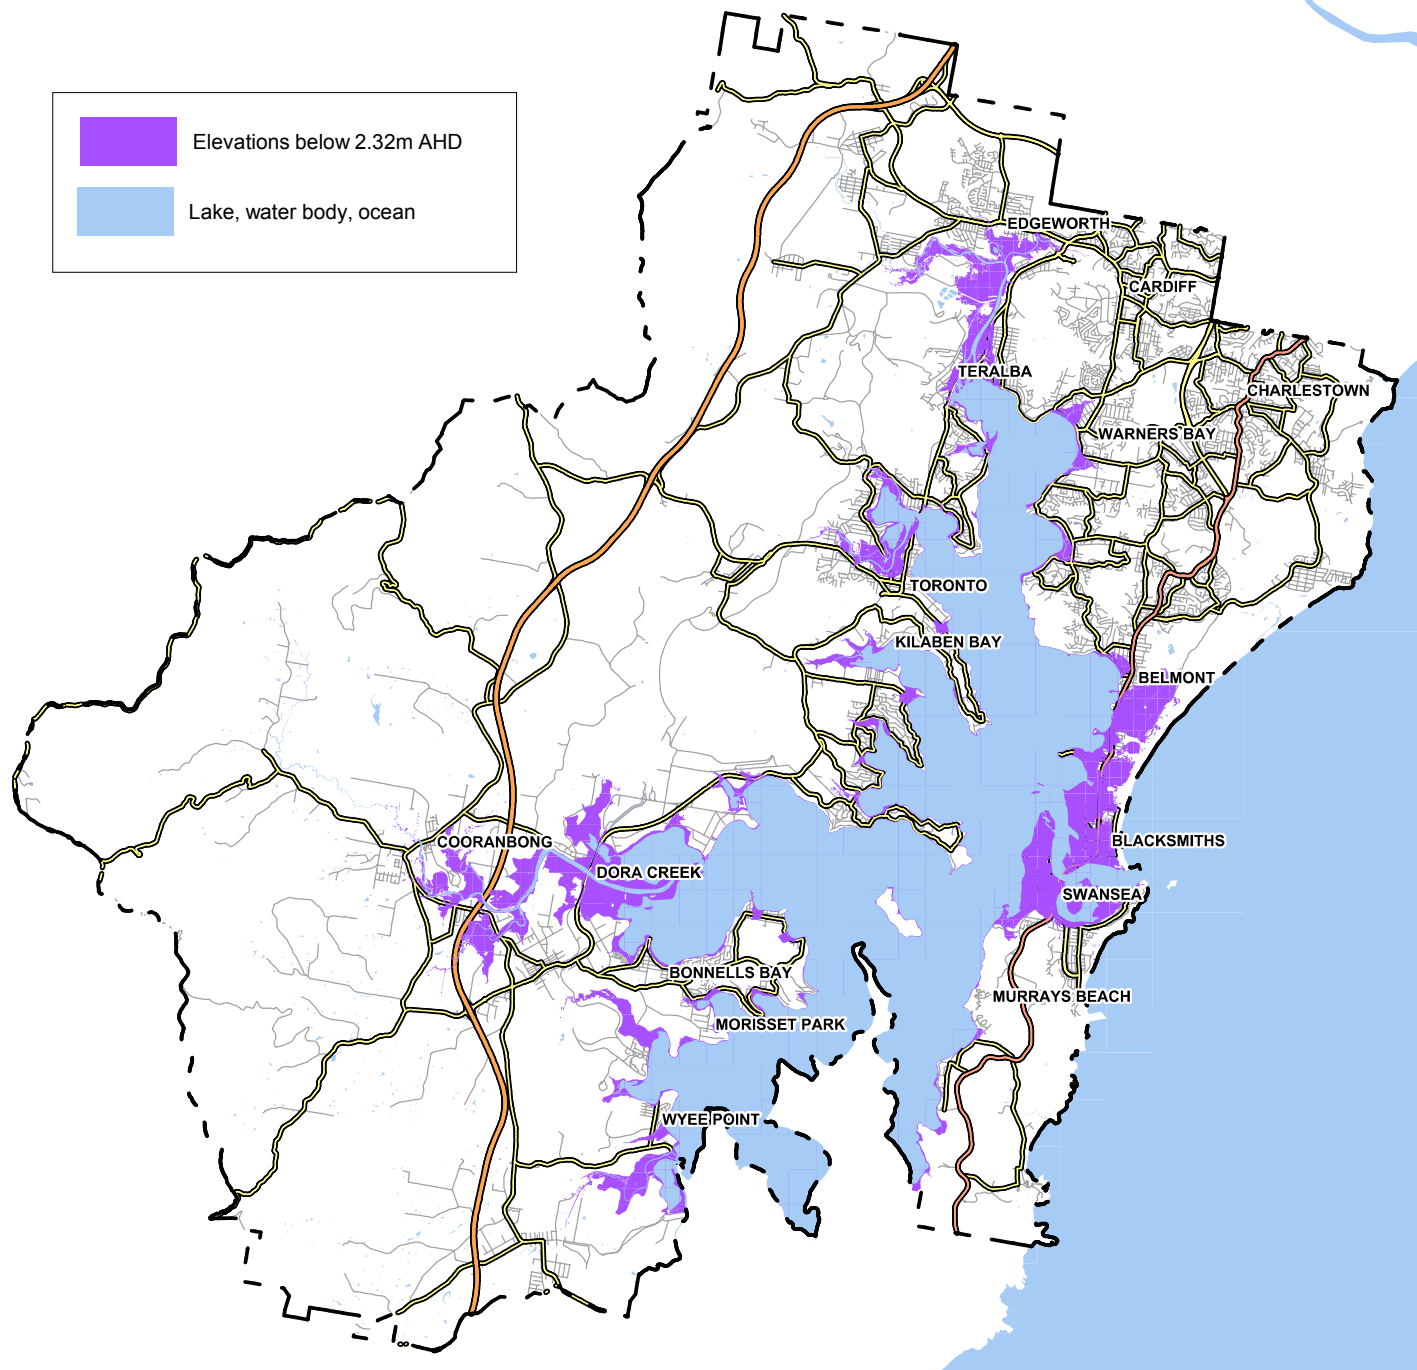 Elevations below 2.32m AHD
Lake, water body, ocean
EDGEWORTH
CARDIFF
TERALBA
CHARLESTOWN
WARNERS BAY
TORONTO
KILABEN BAY
BELMONT
COORANBONG
BLACKSMITHS
DORA CREEK
SWANSEA
BONNELLS BAY
MURRAYS BEACH
MORISSET PARK
WYEE POINT